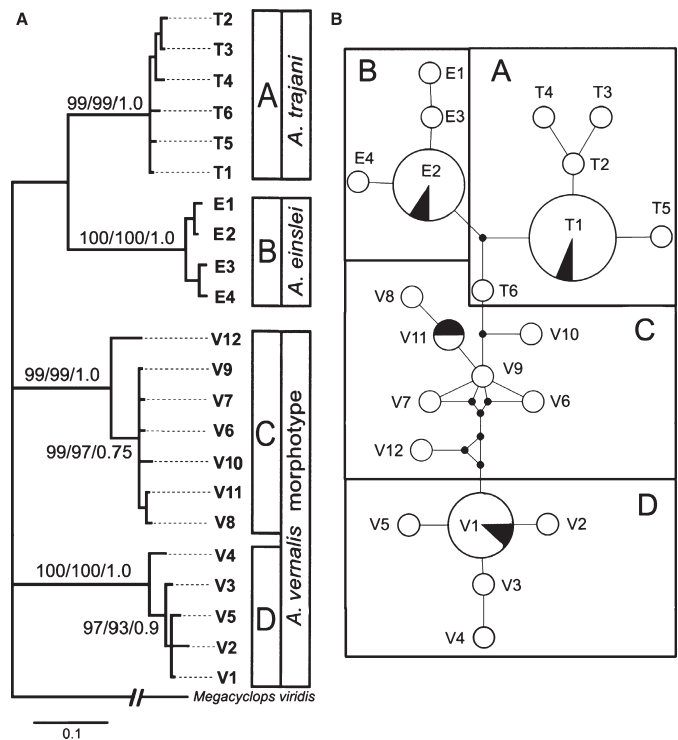 A
T2
T3
T4
T6
T5
T1
99/99/1.0
A
A. trajani
E1
E2
E3
E4
100/100/1.0
B
A. einslei
V12
V9
V7
V6
V10
V11
V8
99/99/1.0
99/97/0.75
C
A. vernalis morphotype
V4
V3
V5
V2
V1
100/100/1.0
97/93/0.9
D
Megacyclops viridis
0.1
B
B
E1
E3
E2
E4
A
T4
T3
T2
T1
T5
T6
C
V8
V11
V10
V9
V7
V6
V12
D
V5
V1
V2
V3
V4